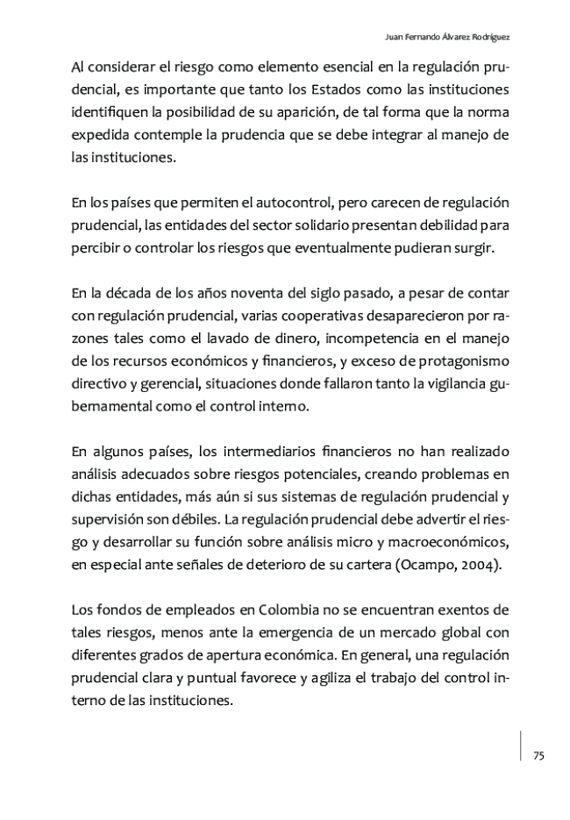 Juan Fernando Álvarez Rodríguez
Al considerar el riesgo como elemento esencial en la regulación pru-
dencial, es importante que tanto los Estados como las instituciones
identifiquen la posibilidad de su aparición, de tal forma que la norma
expedida contemple la prudencia que se debe integrar al manejo de
las instituciones.
En los países que permiten el autocontrol, pero carecen de regulación
prudencial, las entidades del sector solidario presentan debilidad para
percibir o controlar los riesgos que eventualmente pudieran surgir.
En la década de los años noventa del siglo pasado, a pesar de contar
con regulación prudencial, varias cooperativas desaparecieron por ra-
zones tales como el lavado de dinero, incompetencia en el manejo
de los recursos económicos y financieros, y exceso de protagonismo
directivo y gerencial, situaciones donde fallaron tanto la vigilancia gu-
bernamental como el control interno.
En algunos países, los intermediarios financieros no han realizado
análisis adecuados sobre riesgos potenciales, creando problemas en
dichas entidades, más aún si sus sistemas de regulación prudencial y
supervisión son débiles. La regulación prudencial debe advertir el ries-
go y desarrollar su función sobre análisis micro y macroeconómicos,
en especial ante señales de deterioro de su cartera (Ocampo, 2004).
Los fondos de empleados en Colombia no se encuentran exentos de
tales riesgos, menos ante la emergencia de un mercado global con
diferentes grados de apertura económica. En general, una regulación
prudencial clara y puntual favorece y agiliza el trabajo del control in-
terno de las instituciones.
75